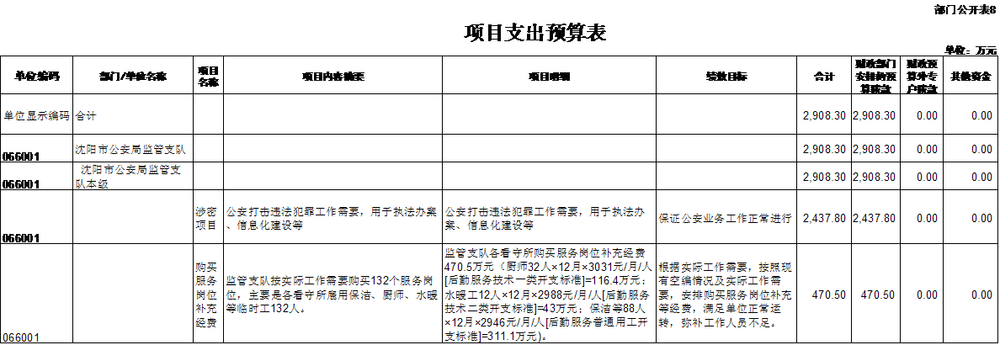 部门公开表8
项目支出预算表
单位：万元
单位编码 部门/单位名称 项目名称 项目内容摘要 项目明细 绩效目标 合计 财政部门安排的预算拨款 财政预算外专户拨款 其他资金
单位显示编码 合计 2,908.30 2,908.30 0.00 0.00
066001 沈阳市公安局监管支队 2,908.30 2,908.30 0.00 0.00
066001 沈阳市公安局监管支
队本级 2,908.30 2,908.30 0.00 0.00
066001
涉密
项目
公安打击违法犯罪工作需要，用于执法办案
、信息化建设等
公安打击违法犯罪工作需要，用于执法办
案、信息化建设等
保证公安业务工作正常进行
2,437.80 2,437.80 0.00 0.00
066001
购买
服务
岗位
补充
经费
监管支队按实际工作需要购买132个服务岗
位，主要是各看守所雇用保洁、厨师、水暖
等临时工132人。
监管支队各看守所购买服务岗位补充经费
470.5万元（厨师32人×12月×3031元/月/人
[后勤服务技术一类开支标准]=116.4万元；
水暖工12人×12月×2988元/月/人[后勤服务
技术二类开支标准]=43万元；保洁等88人
×12月×2946元/月/人[后勤服务普通用工开
支标准]=311.1万元)。
根据实际工作需要，按照现
有空编情况及实际工作需
要，安排购买服务岗位补充
等经费，满足单位正常运
转，弥补工作人员不足。
470.50 470.50 0.00 0.00